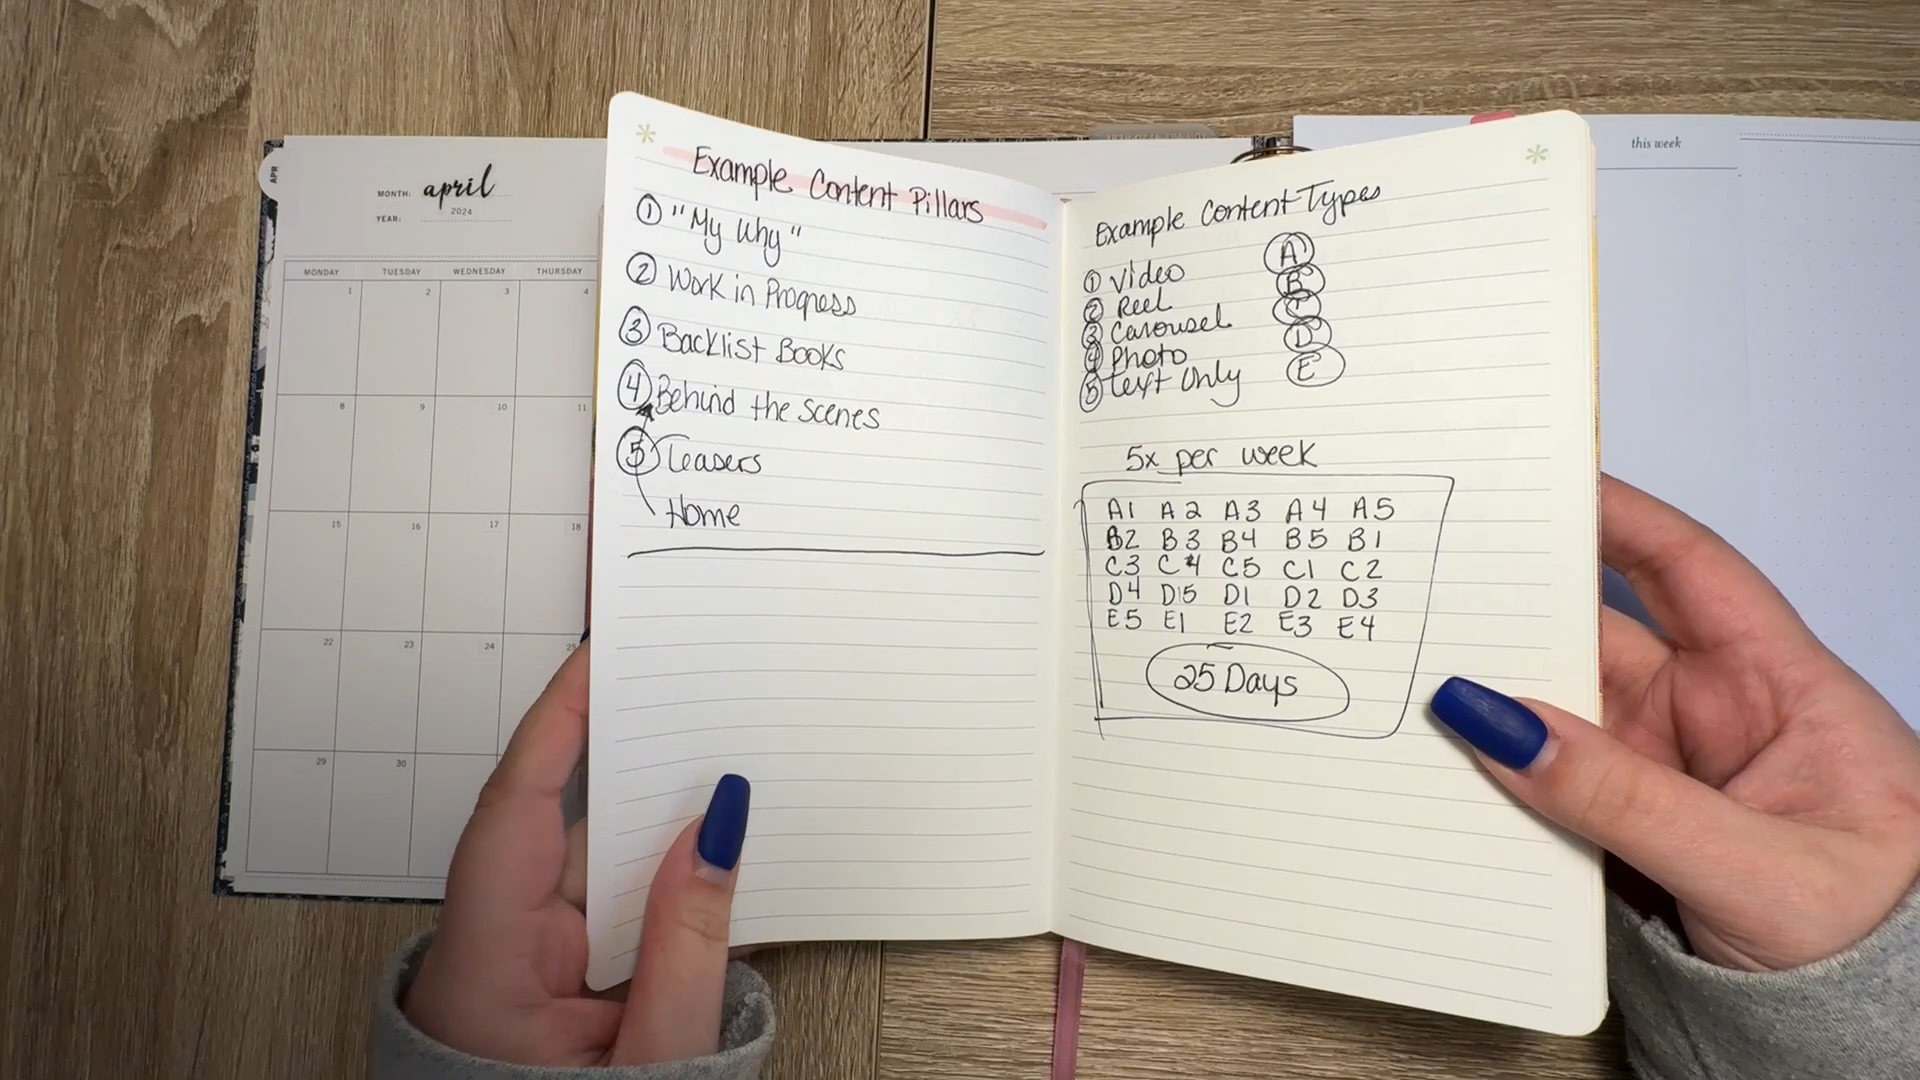 APR
MONTH: april
YEAR: 2024
MONDAY TUESDAY WEDNESDAY THURSDAY
1 2 3 4
8 9 10 11
15 16 17 18
22 23 24 25
29 30
Example Content Pillars
① "My Why"
② Work in Progress
③ Backlist Books
④ Behind the scenes
⑤ Teasers
Home
Example Content Types
① Video A
② Reel B
③ Carousel C
④ Photo D
⑤ Text Only E
5x per week
A1 A2 A3 A4 A5
B2 B3 B4 B5 B1
C3 C4 C5 C1 C2
D4 D5 D1 D2 D3
E5 E1 E2 E3 E4
25 Days
this week